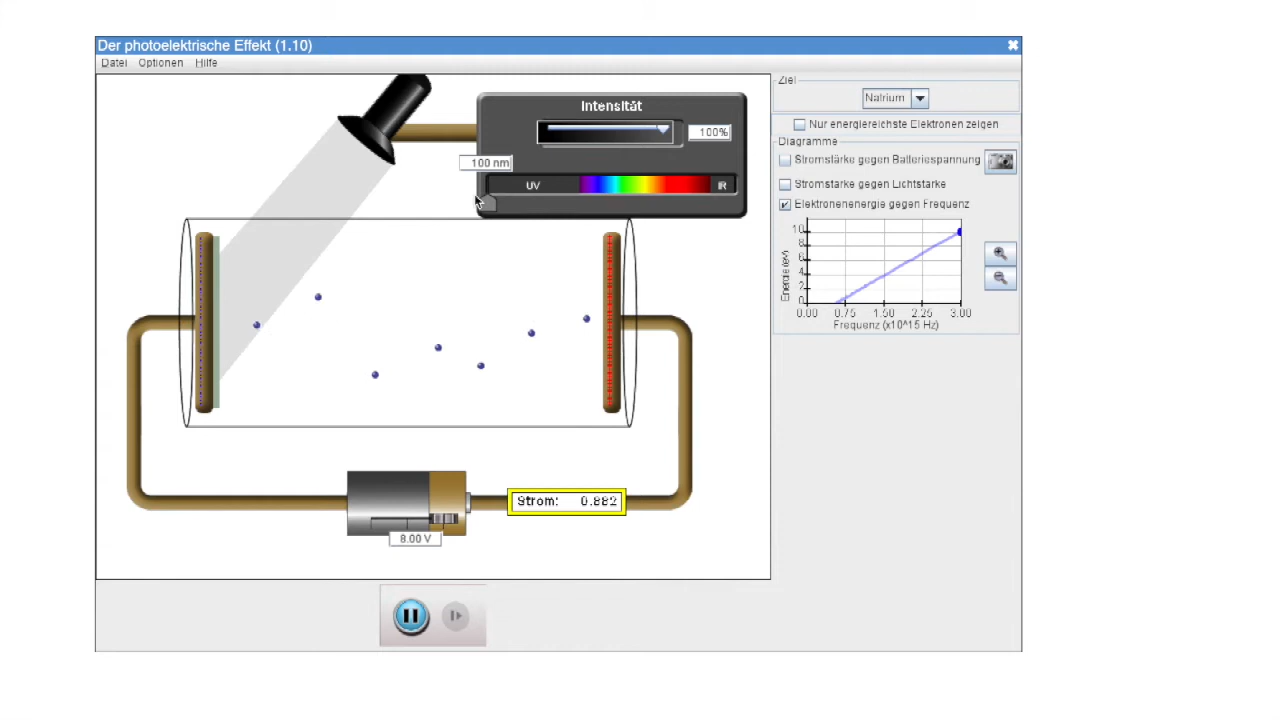 Der photoelektrische Effekt (1.10)
Datei Optionen Hilfe
Intensität
100%
100 nm
UV
IR
Strom: 0.882
8.00 V
Ziel
Natrium
Nur energiereichste Elektronen zeigen
Diagramme
Stromstärke gegen Batteriespannung
Stromstärke gegen Lichtstärke
Elektronenenergie gegen Frequenz
Energie (eV)
10
8
6
4
2
0
0.00 0.75 1.50 2.25 3.00
Frequenz (x10^15 Hz)